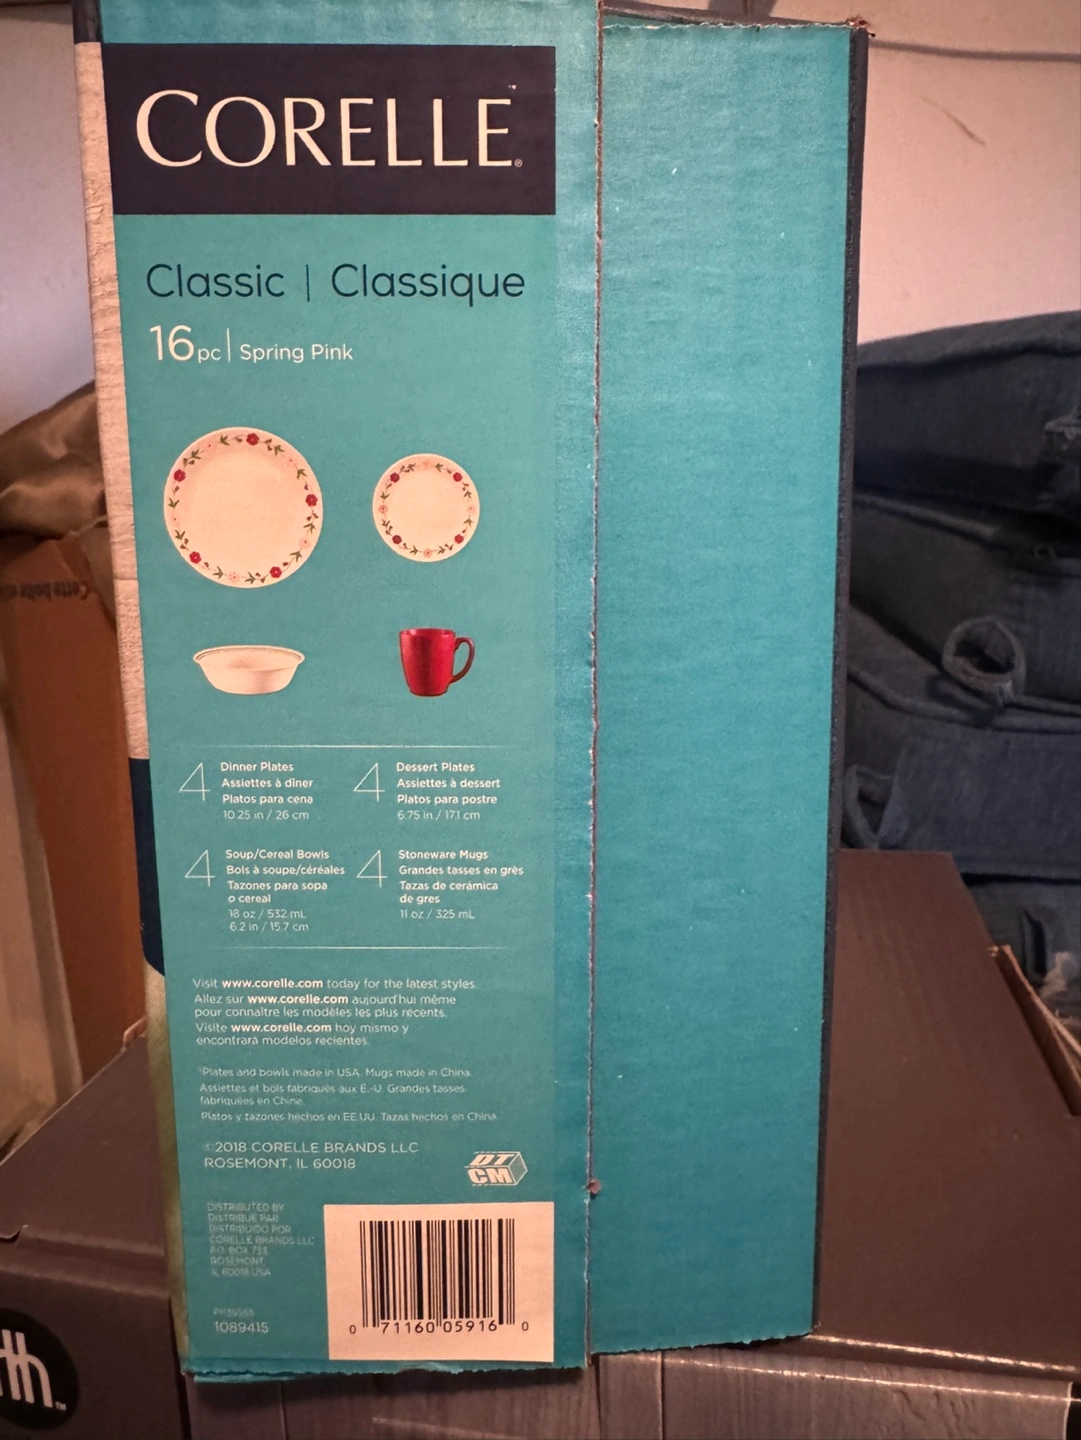 CORELLE®
Classic | Classique
16pc | Spring Pink
4 Dinner Plates
Assiettes à dîner
Platos para cena
10.25 in / 26 cm
4 Dessert Plates
Assiettes à dessert
Platos para postre
6.75 in / 17.1 cm
4 Soup/Cereal Bowls
Bols à soupe/céréales
Tazones para sopa
o cereal
18 oz / 532 mL
6.2 in / 15.7 cm
4 Stoneware Mugs
Grandes tasses en grès
Tazas de cerámica
de gres
11 oz / 325 mL
Visit www.corelle.com today for the latest styles.
Allez sur www.corelle.com aujourd'hui même
pour connaître les modèles les plus récents.
Visite www.corelle.com hoy mismo y
encontrará modelos recientes.
Plates and bowls made in USA. Mugs made in China.
Assiettes et bols fabriqués aux É.-U. Grandes tasses
fabriquées en Chine.
Platos y tazones hechos en EE.UU. Tazas hechos en China.
©2018 CORELLE BRANDS LLC
ROSEMONT, IL 60018
DT
CM
DISTRIBUTED BY
DISTRIBUÉ PAR
DISTRIBUIDO POR
CORELLE BRANDS LLC
P.O. BOX
ROSEMONT,
IL 60018 USA
1089415
0 71160 05916 0
Cette boîte
th™